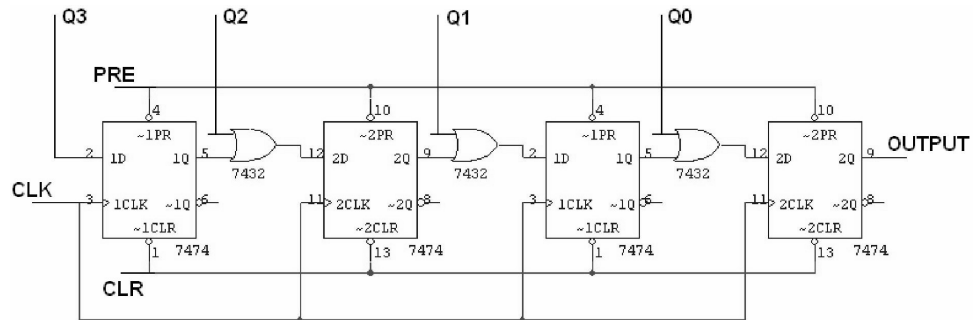 Q3 Q2 Q1 Q0
PRE
4 10 4 10
~1PR ~2PR ~1PR ~2PR
2 1D 1Q 5 12 2D 2Q 9 2 1D 1Q 5 12 2D 2Q 9 OUTPUT
7432 7432 7432
CLK
3 1CLK ~1Q 6 11 2CLK ~2Q 8 3 1CLK ~1Q 6 11 2CLK ~2Q 8
~1CLR ~2CLR ~1CLR ~2CLR
1 7474 13 7474 1 7474 13 7474
CLR